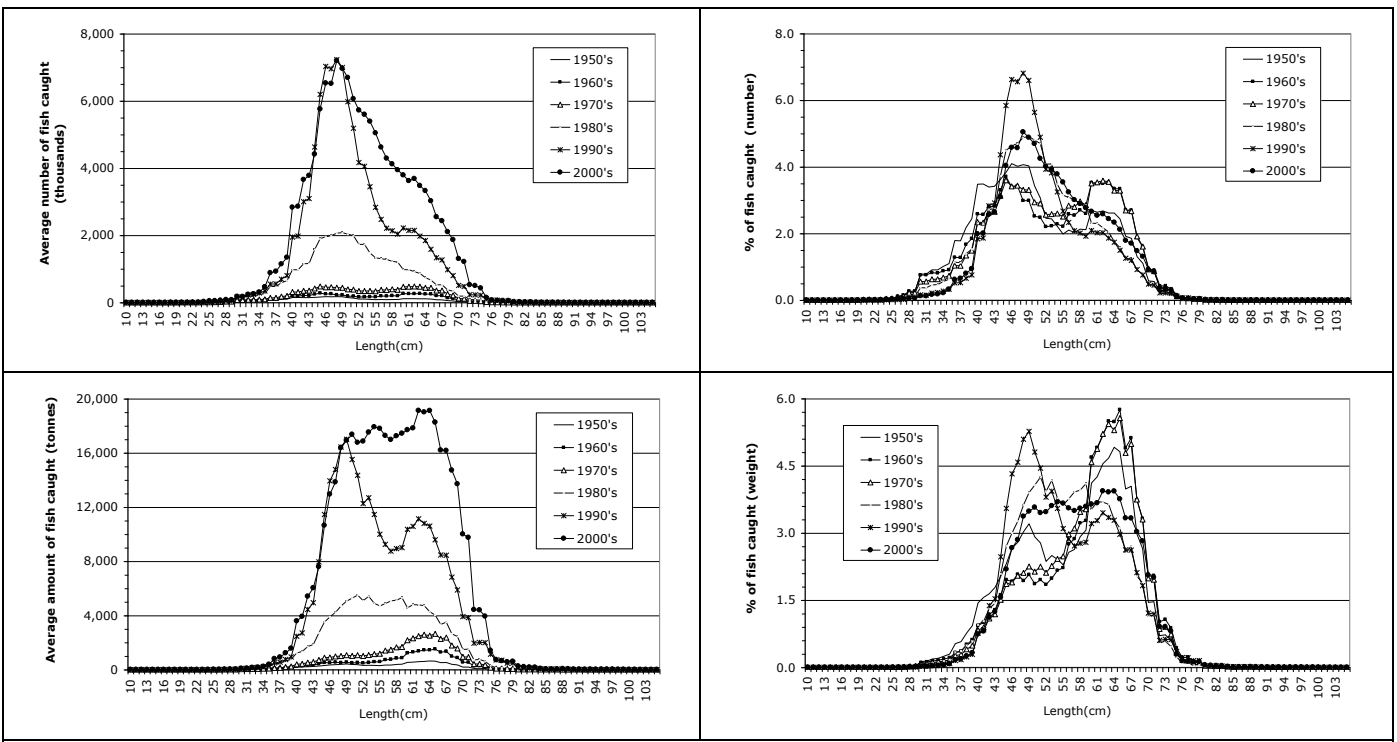 Average number of fish caught
(thousands)
8,000
6,000
4,000
2,000
0
1950's
1960's
1970's
1980's
1990's
2000's
10 13 16 19 22 25 28 31 34 37 40 43 46 49 52 55 58 61 64 67 70 73 76 79 82 85 88 91 94 97 100 103
Length(cm)
% of fish caught (number)
8.0
6.0
4.0
2.0
0.0
1950's
1960's
1970's
1980's
1990's
2000's
10 13 16 19 22 25 28 31 34 37 40 43 46 49 52 55 58 61 64 67 70 73 76 79 82 85 88 91 94 97 100 103
Length(cm)
Average amount of fish caught (tonnes)
20,000
16,000
12,000
8,000
4,000
0
1950's
1960's
1970's
1980's
1990's
2000's
10 13 16 19 22 25 28 31 34 37 40 43 46 49 52 55 58 61 64 67 70 73 76 79 82 85 88 91 94 97 100 103
Length(cm)
% of fish caught (weight)
6.0
4.5
3.0
1.5
0.0
1950's
1960's
1970's
1980's
1990's
2000's
10 13 16 19 22 25 28 31 34 37 40 43 46 49 52 55 58 61 64 67 70 73 76 79 82 85 88 91 94 97 100 103
Length(cm)